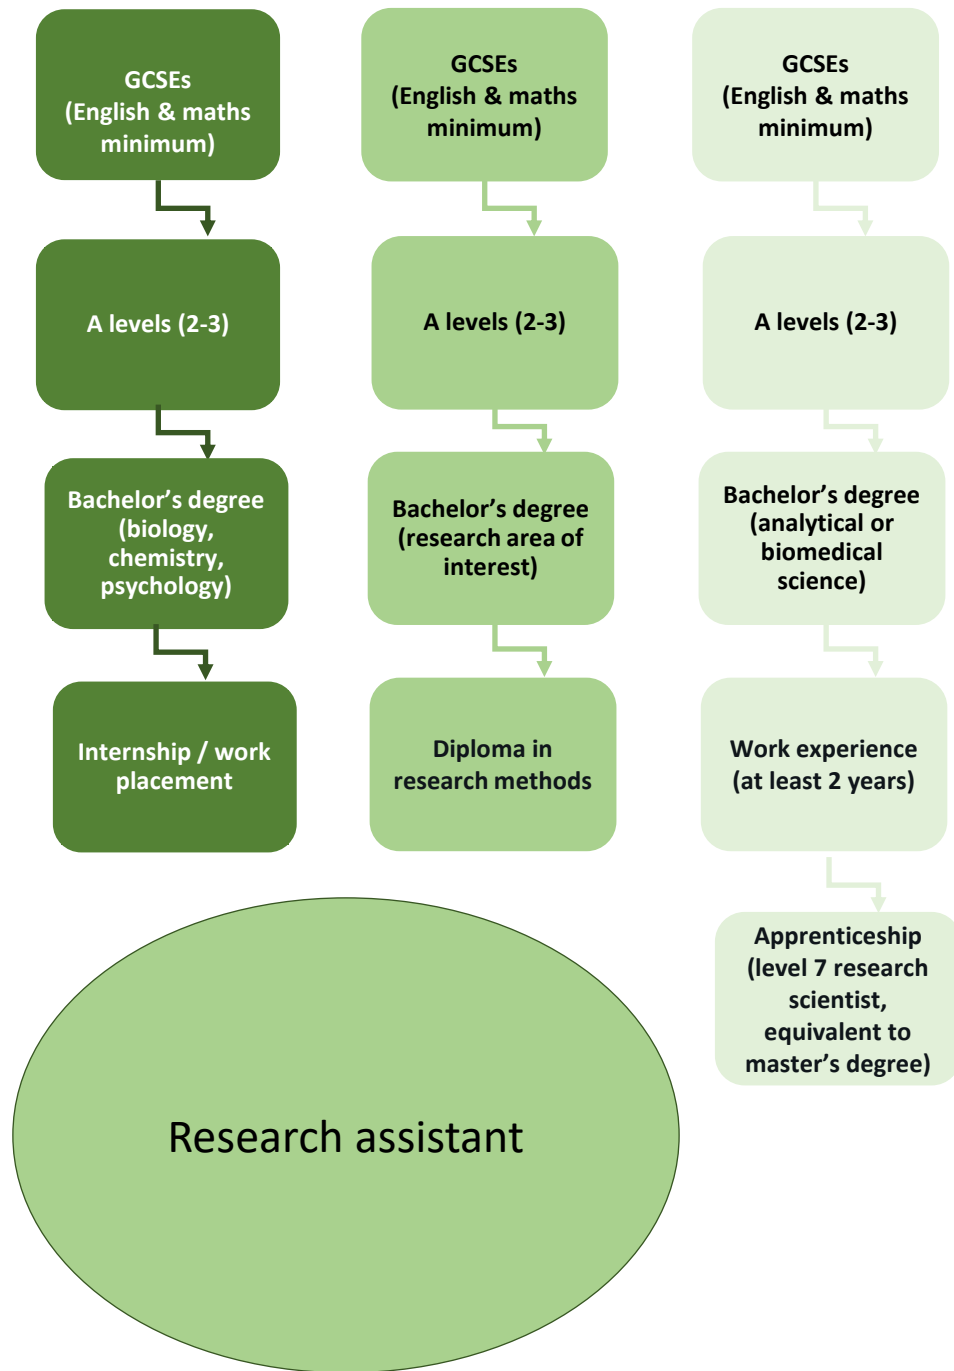 GCSEs
(English & maths
minimum)
A levels (2-3)
Bachelor’s degree
(biology,
chemistry,
psychology)
Internship / work
placement
GCSEs
(English & maths
minimum)
A levels (2-3)
Bachelor’s degree
(research area of
interest)
Diploma in
research methods
GCSEs
(English & maths
minimum)
A levels (2-3)
Bachelor’s degree
(analytical or
biomedical
science)
Work experience
(at least 2 years)
Apprenticeship
(level 7 research
scientist,
equivalent to
master’s degree)
Research assistant